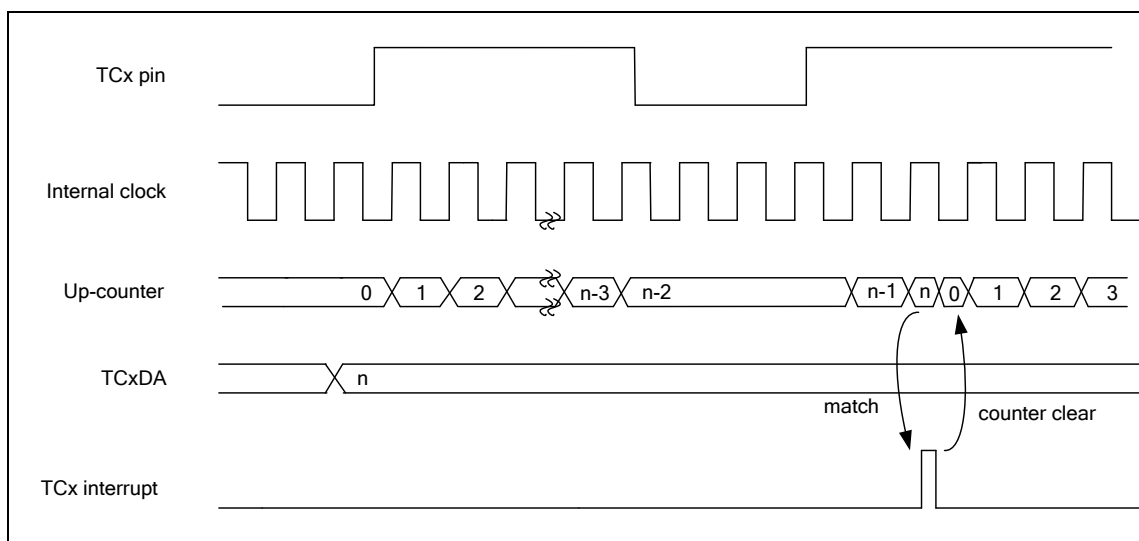 TCx pin
Internal clock
Up-counter
0 1 2 n-3 n-2 n-1 n 0 1 2 3
TCxDA
n
match
counter clear
TCx interrupt